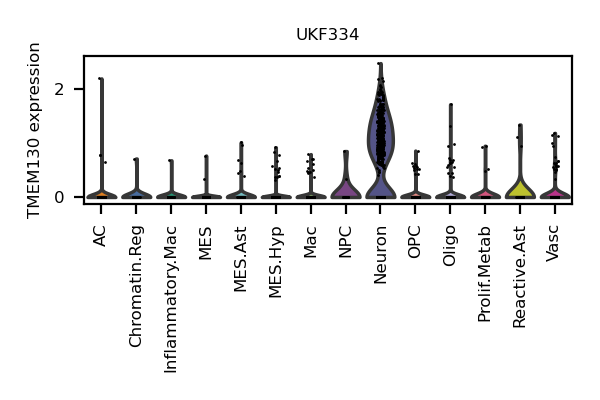 UKF334
TMEM130 expression
2
0
AC
Chromatin.Reg
Inflammatory.Mac
MES
MES.Ast
MES.Hyp
Mac
NPC
Neuron
OPC
Oligo
Prolif.Metab
Reactive.Ast
Vasc